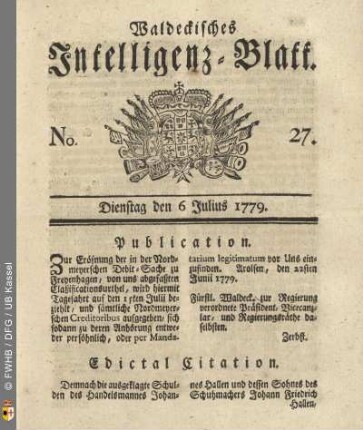 Waldeckisches
Intelligenz-Blatt.
No. 27.
Dienstag den 6 Julius 1779.
Publication.
Zur Erösnung der in der Nord-
meyerschen Debit-Sache zu
Freyenhagen, von uns abgefaßten
Classificationsurthel, wird hiermit
Tagefahrt auf den 15ten Julii be-
ziehlt, und sämtliche Nortmeyer-
schen Creditoribus aufgegeben; sich
sodann zu deren Anhörung entwe-
der persöhnlich, oder per Manda-
tarium legitimatum vor Uns ein-
zufinden. Arolsen, den 22sten
Junii 1779.
Fürstl. Waldeck. zur Regierung
verordnete Präsident, Vicecanz-
lar- und Regierungsräthe da-
selbsten.
Zerbst.
Edictal Citation.
Demnach die ausgeklagte Schul-
den des Handelsmannes Johan-
nes Hallen und dessen Sohnes des
Schuhmachers Johann Friedrich
Hallen,
© FWHB / DFG / UB Kassel